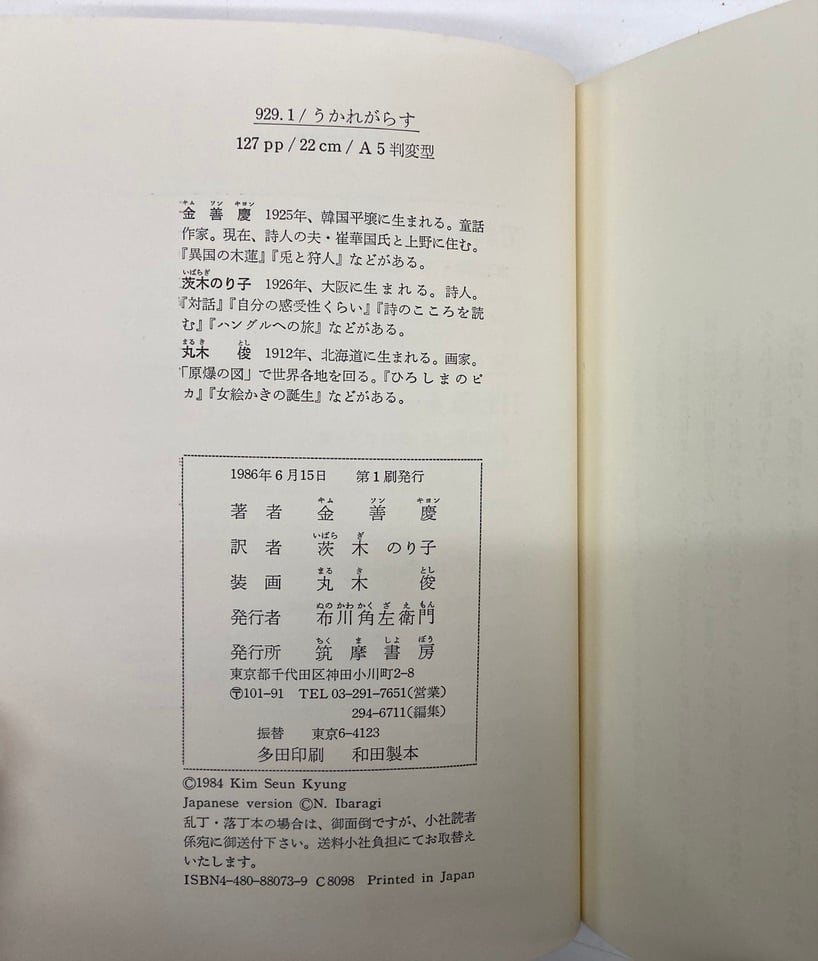 929.1/うかれがらす
127pp/22cm/A5判変型
金善慶 1925年、韓国平壌に生まれる。童話
作家。現在、詩人の夫・崔華国氏と上野に住む。
『異国の木蓮』『兎と狩人』などがある。
茨木のり子 1926年、大阪に生まれる。詩人。
『対話』『自分の感受性くらい』『詩のこころを読
む』『ハングルへの旅』などがある。
丸木 俊 1912年、北海道に生まれる。画家。
「原爆の図」で世界各地を回る。『ひろしまのピ
カ』『女絵かきの誕生』などがある。
1986年6月15日 第1刷発行
著者 金善慶
訳者 茨木のり子
装画 丸木 俊
発行者 布川角左衛門
発行所 筑摩書房
東京都千代田区神田小川町2-8
〒101-91 TEL 03-291-7651(営業)
294-6711(編集)
振替 東京6-4123
多田印刷 和田製本
©1984 Kim Seun Kyung
Japanese version ©N. Ibaragi
乱丁・落丁本の場合は、御面倒ですが、小社読者
係宛に御送付下さい。送料小社負担にてお取替え
いたします。
ISBN4-480-88073-9 C8098 Printed in Japan